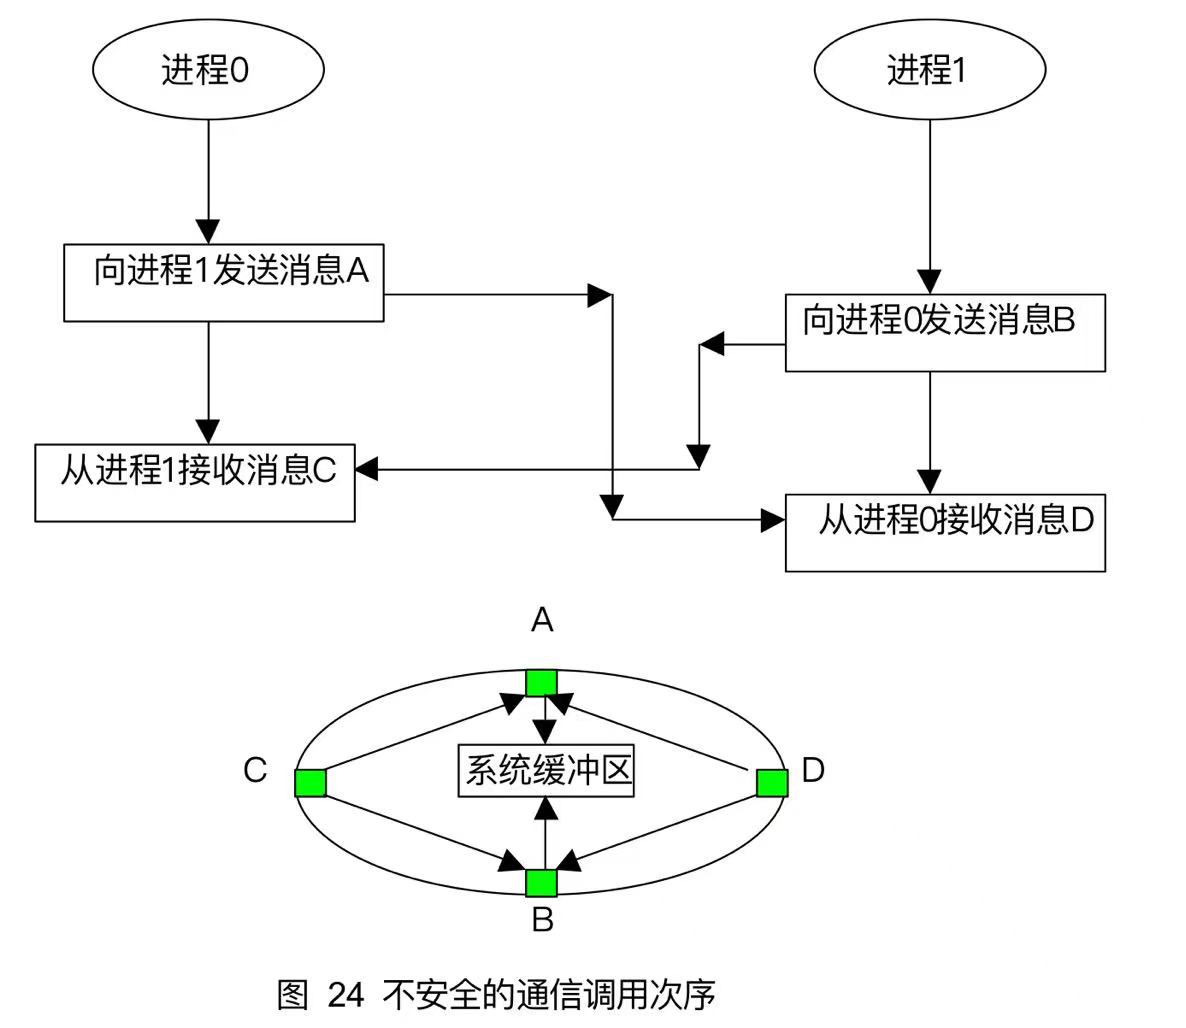 进程0
进程1
向进程1发送消息A
向进程0发送消息B
从进程1接收消息C
从进程0接收消息D
A
C
系统缓冲区
D
B
图 24 不安全的通信调用次序